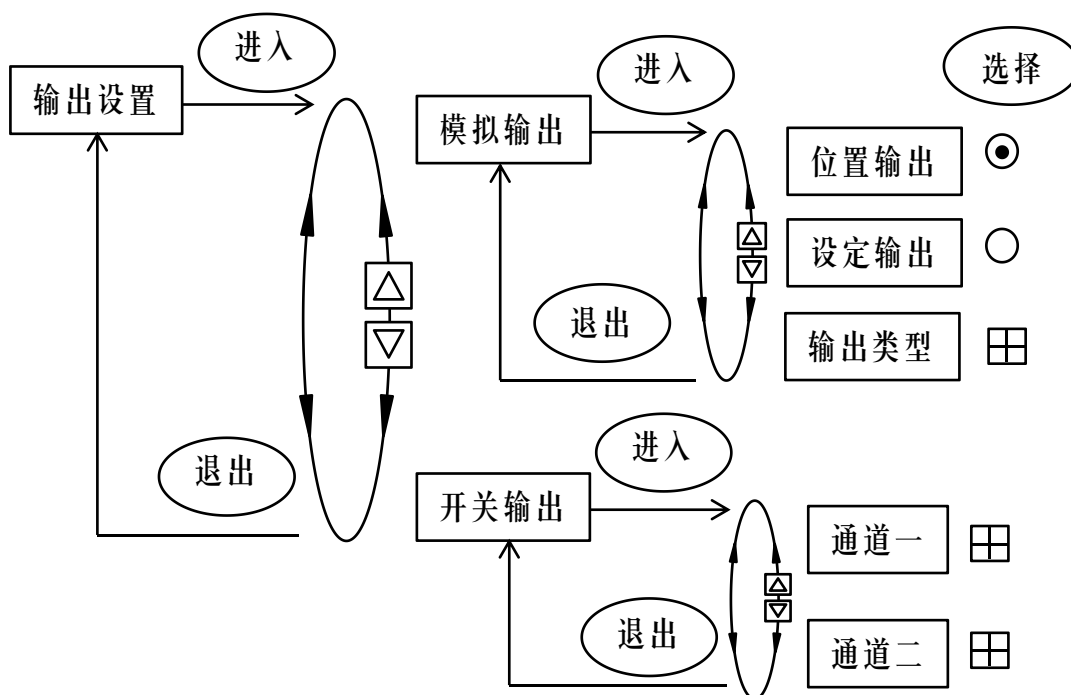 进入
输出设置
进入
选择
模拟输出
位置输出
设定输出
退出
输出类型
进入
退出
开关输出
通道一
退出
通道二